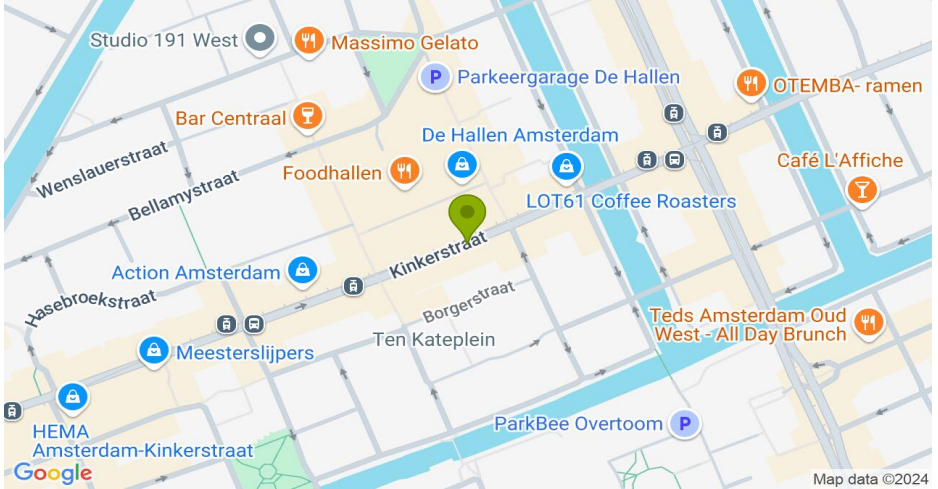 Studio 191 West
Massimo Gelato
P
Parkeergarage De Hallen
OTEMBA- ramen
Bar Centraal
De Hallen Amsterdam
Wenslauerstraat
Bellamystraat
Foodhallen
Café L'Affiche
LOT61 Coffee Roasters
Kinkerstraat
Action Amsterdam
Hasebroekstraat
Borgerstraat
Ten Kateplein
Teds Amsterdam Oud
West - All Day Brunch
Meesterslijpers
ParkBee Overtoom
P
HEMA
Amsterdam-Kinkerstraat
Google
Map data ©2024